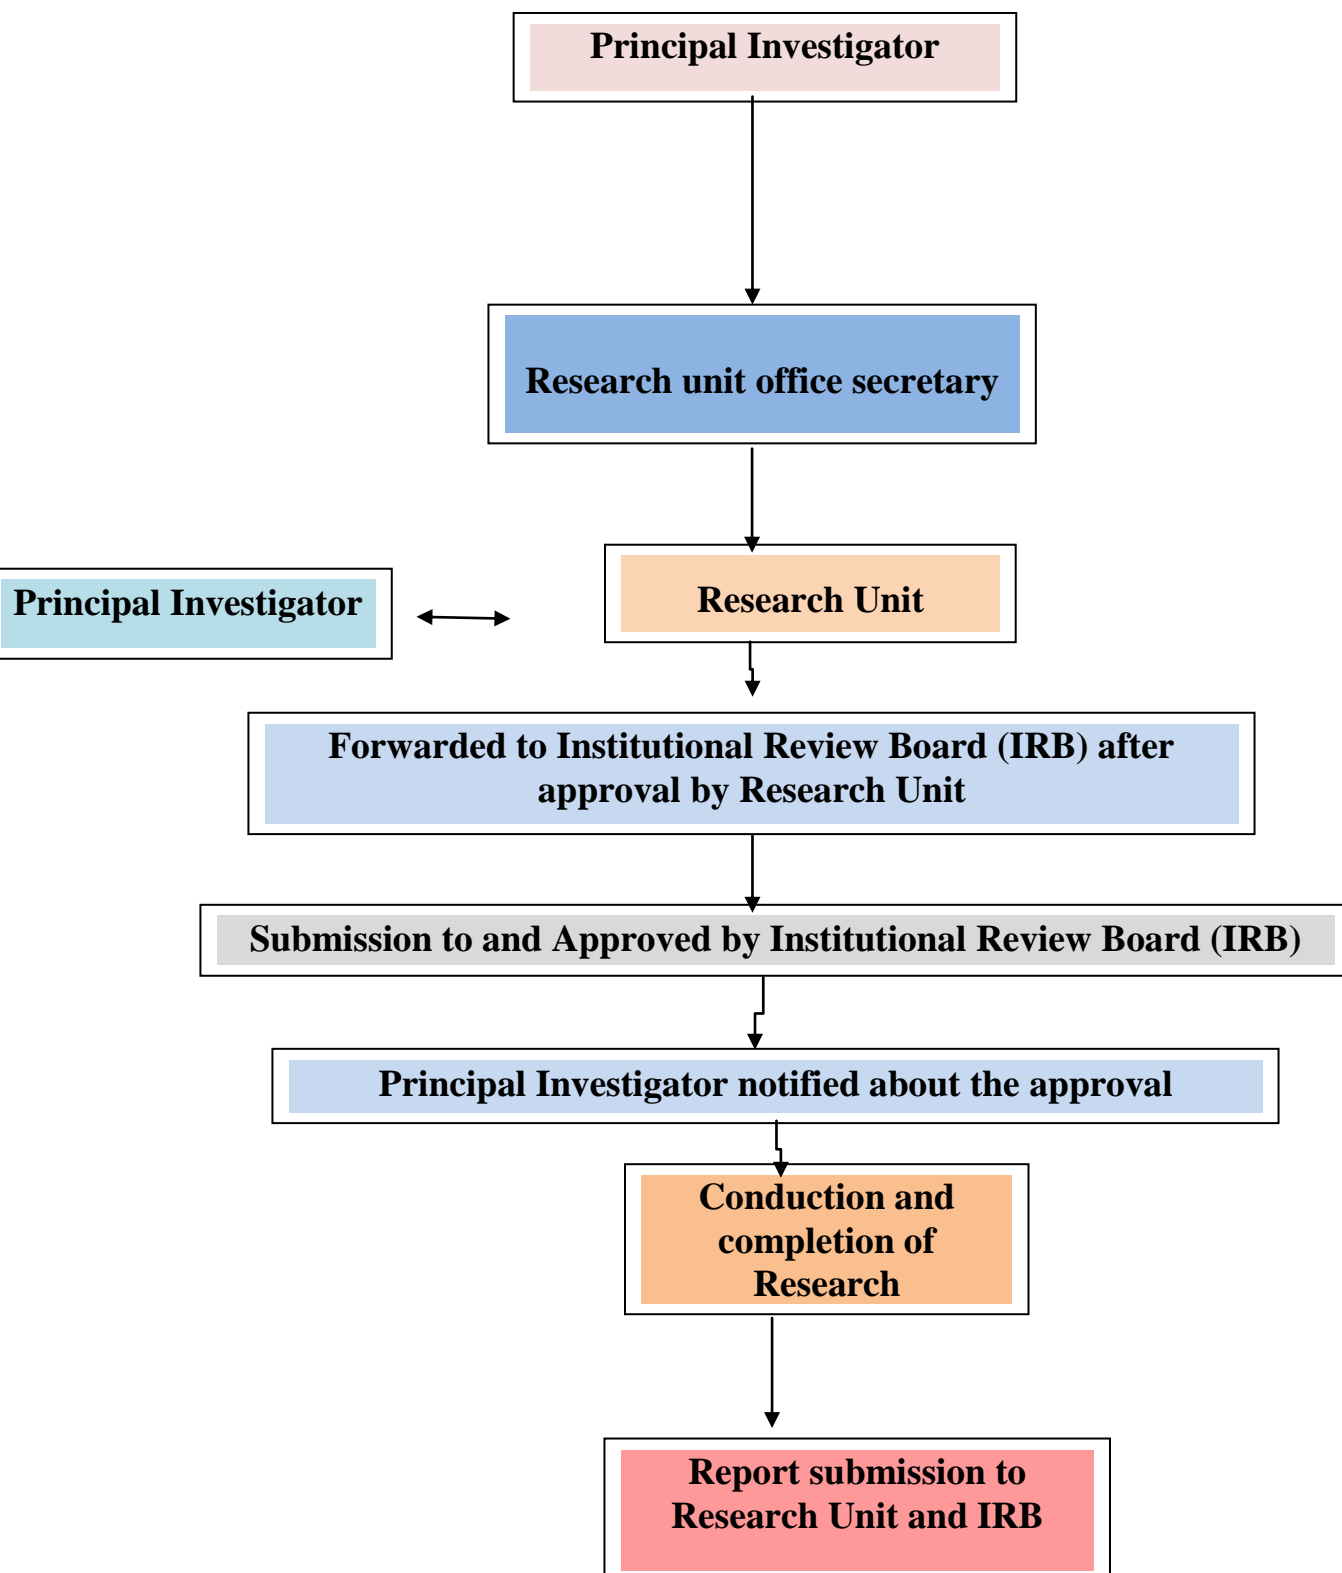 Principal Investigator
Research unit office secretary
Principal Investigator
Research Unit
Forwarded to Institutional Review Board (IRB) after
approval by Research Unit
Submission to and Approved by Institutional Review Board (IRB)
Principal Investigator notified about the approval
Conduction and
completion of
Research
Report submission to
Research Unit and IRB